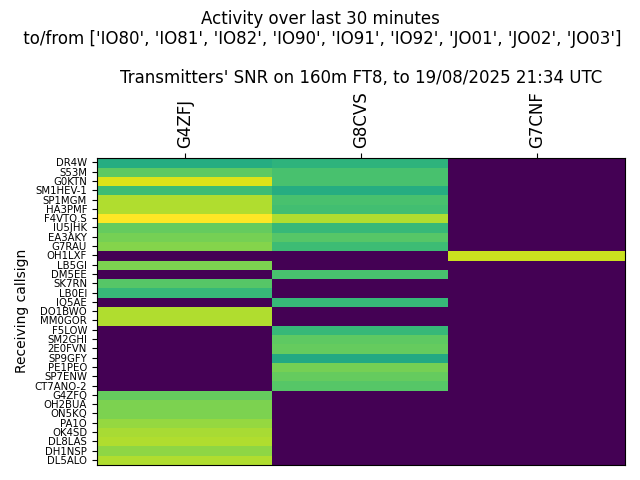 Activity over last 30 minutes
to/from ['IO80', 'IO81', 'IO82', 'IO90', 'IO91', 'IO92', 'JO01', 'JO02', 'JO03']
Transmitters' SNR on 160m FT8, to 19/08/2025 21:34 UTC
G4ZFJ
G8CVS
G7CNF
Receiving callsign
DR4W
S53M
G0KTN
SM1HEV-1
SP1MGM
HA3PMF
F4VTQ.S
IU5JHK
EA3AKY
G7RAU
OH1LXF
LB5GI
DM5EE
SK7RN
LB0EI
IQ5AE
DO1BWO
MM0GOR
F5LOW
SM2GHI
2E0FVN
SP9GFY
PE1PEO
SP7ENW
CT7ANO-2
G4ZFQ
OH2BUA
ON5KQ
PA1O
OK4SD
DL8LAS
DH1NSP
DL5ALO